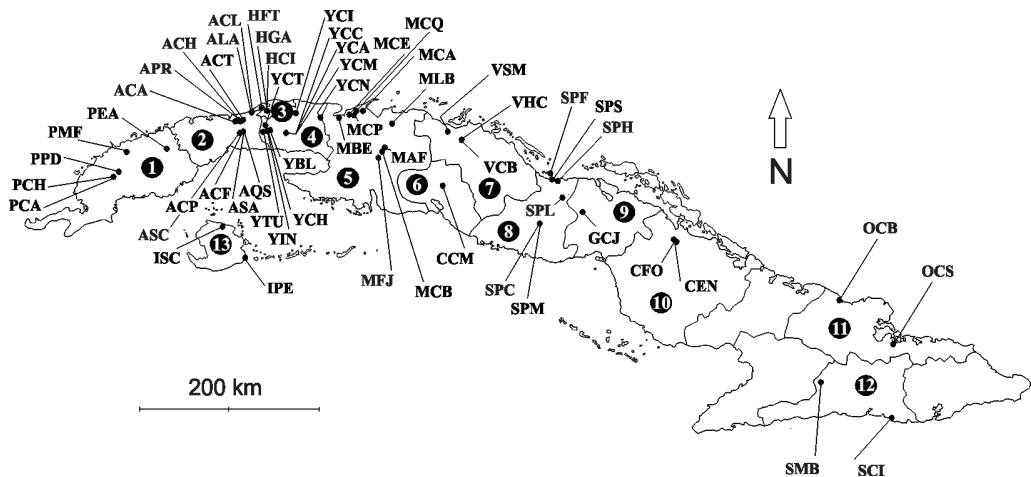 HFT
YCI
ACL
HGA
YCC
MCQ
ACH
ALA
YCA
MCE
HCI
ACT
YCM
MCA
YCT
APR
YCN
MLB
VSM
ACA
VHC
SPF
SPS
PEA
3
SPH
PMF
2
4
MCP
N
PPD
1
MBE
YBL
MAF
VCB
PCH
5
6
7
PCA
ACF
AQS
SPL
9
ACP
ASA
YCH
8
GCJ
ASC
YTU
OCB
13
YIN
CCM
CFO
ISC
MFJ
SPC
CEN
OCS
IPE
MCB
SPM
10
11
200 km
12
SMB
SCI